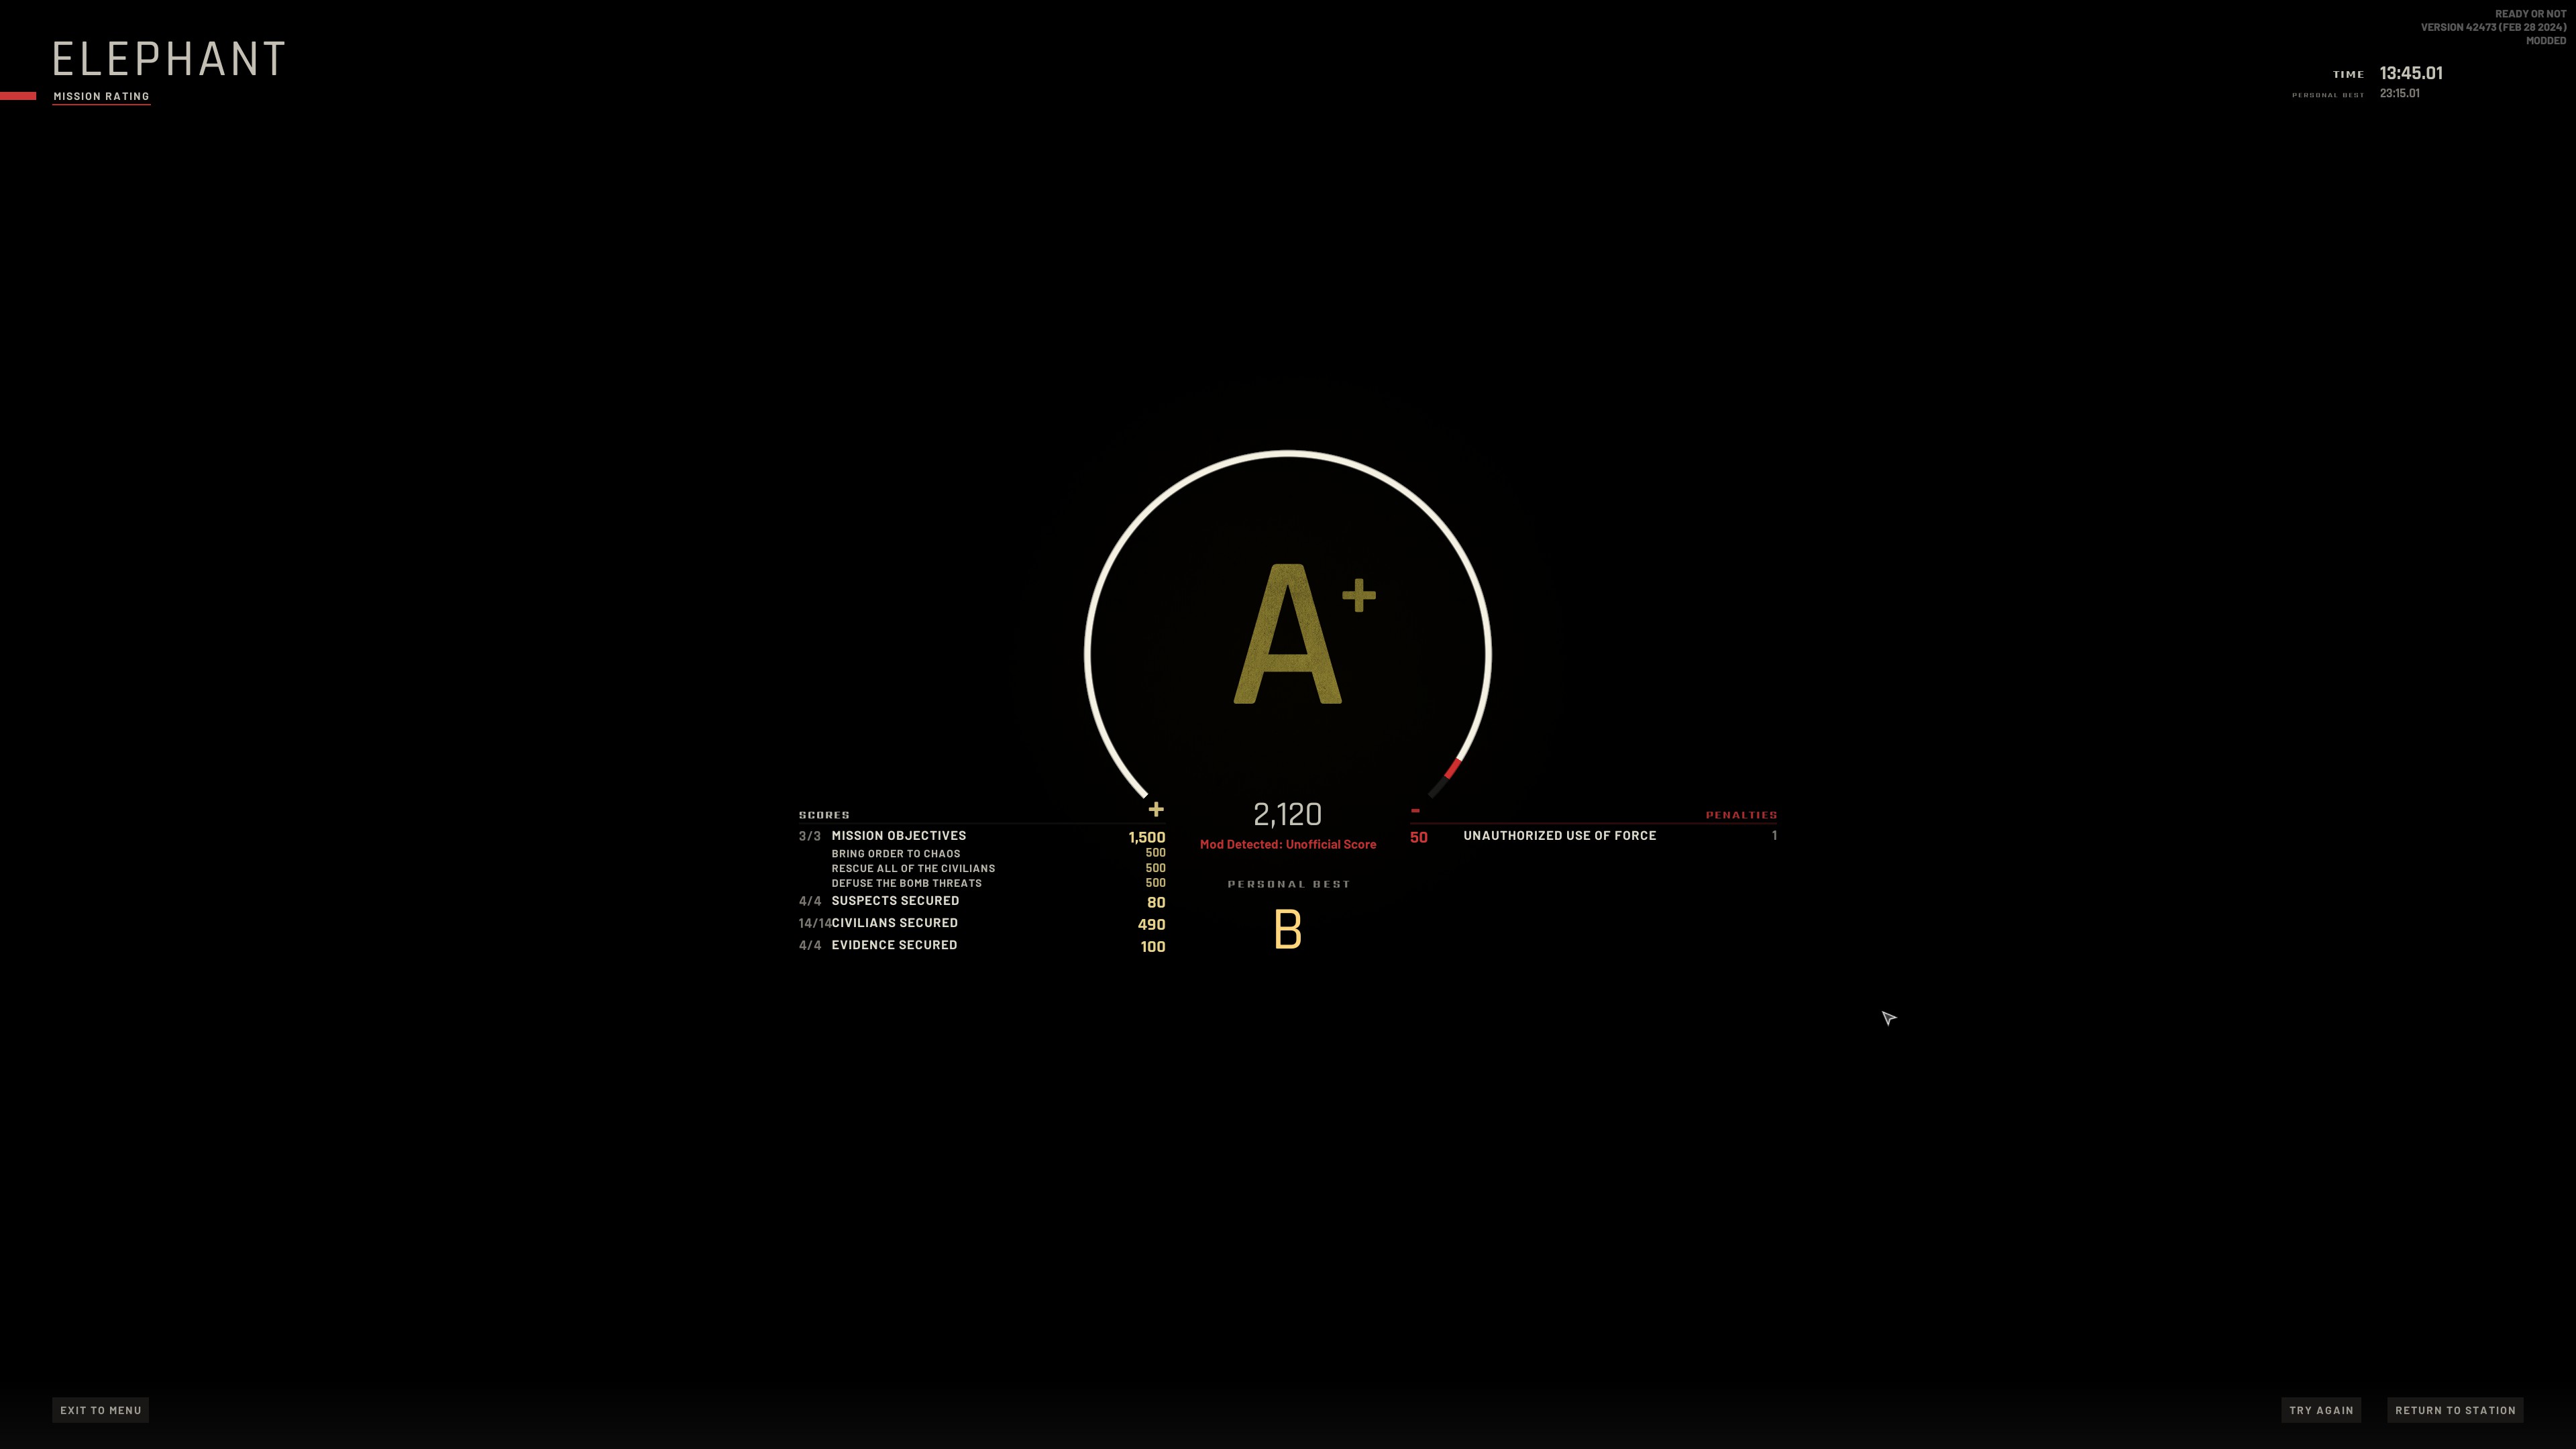 READY OR NOT
VERSION 42473 (FEB 28 2024)
MODDED
ELEPHANT
MISSION RATING
TIME 13:45.01
PERSONAL BEST 23:15.01
A+
SCORES +
3/3 MISSION OBJECTIVES 1,500
BRING ORDER TO CHAOS 500
RESCUE ALL OF THE CIVILIANS 500
DEFUSE THE BOMB THREATS 500
4/4 SUSPECTS SECURED 80
14/14 CIVILIANS SECURED 490
4/4 EVIDENCE SECURED 100
2,120
Mod Detected: Unofficial Score
PERSONAL BEST
B
- PENALTIES
50 UNAUTHORIZED USE OF FORCE 1
EXIT TO MENU
TRY AGAIN
RETURN TO STATION